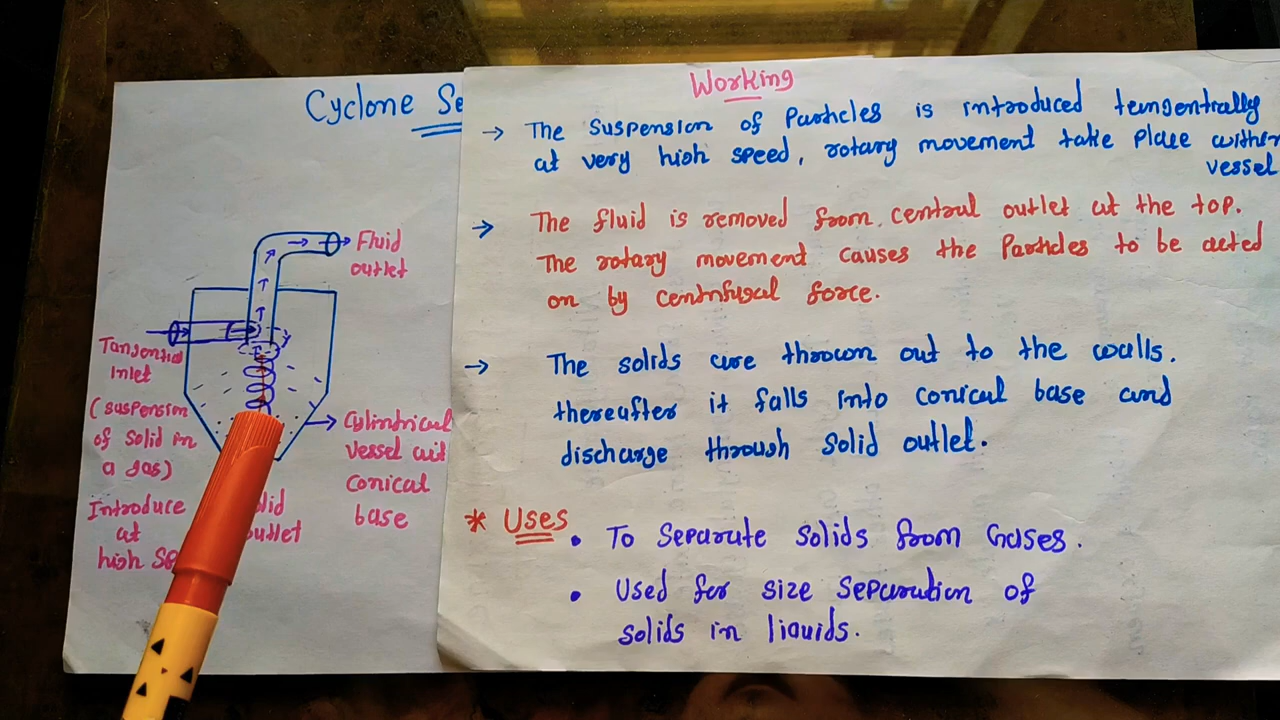 Cyclone Se
Fluid
outlet
Tangential
Inlet
(suspension
of solid in
a gas)
Introduce
at
high
Cylindrical
vessel wit
conical
base
outlet
Working
→ The suspension of Particles is introduced tangentially
at very high speed, rotary movement take place within
vessel
→ The fluid is removed from central outlet at the top.
The rotary movement causes the Particles to be acted
on by centrifugal force.
→ The solids are thrown out to the walls.
thereafter it falls into conical base and
discharge through solid outlet.
* Uses
• To Separate solids from Gases.
• Used for size separation of
solids in liquids.